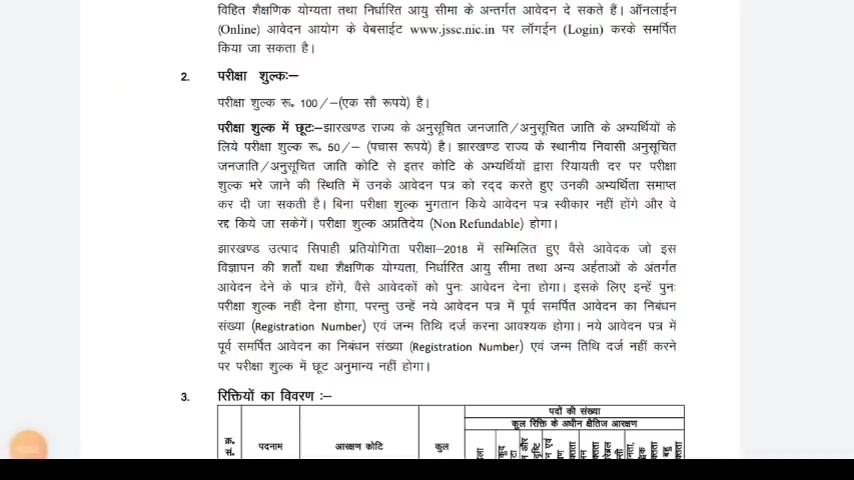 विहित शैक्षणिक योग्यता तथा निर्धारित आयु सीमा के अन्तर्गत आवेदन दे सकते हैं। ऑनलाईन
(Online) आवेदन आयोग के वेबसाईट www.jssc.nic.in पर लॉगईन (Login) करके समर्पित
किया जा सकता है।
2. परीक्षा शुल्कः–
परीक्षा शुल्क रू. 100/–(एक सौ रूपये) है।
परीक्षा शुल्क में छूटः–झारखण्ड राज्य के अनुसूचित जनजाति/अनुसूचित जाति के अभ्यर्थियों के
लिये परीक्षा शुल्क रू. 50/– (पचास रूपये) है। झारखण्ड राज्य के स्थानीय निवासी अनुसूचित
जनजाति/अनुसूचित जाति कोटि से इतर कोटि के अभ्यर्थियों द्वारा रियायती दर पर परीक्षा
शुल्क भरे जाने की स्थिति में उनके आवेदन पत्र को रद्द करते हुए उनकी अभ्यर्थिता समाप्त
कर दी जा सकती है। बिना परीक्षा शुल्क भुगतान किये आवेदन पत्र स्वीकार नहीं होंगे और वे
रद्द किये जा सकेगें। परीक्षा शुल्क अप्रतिदेय (Non Refundable) होगा।
झारखण्ड उत्पाद सिपाही प्रतियोगिता परीक्षा–2018 में सम्मिलित हुए वैसे आवेदक जो इस
विज्ञापन की शर्तों यथा शैक्षणिक योग्यता, निर्धारित आयु सीमा तथा अन्य अर्हताओं के अंतर्गत
आवेदन देने के पात्र होंगे, वैसे आवेदकों को पुनः आवेदन देना होगा। इसके लिए इन्हें पुनः
परीक्षा शुल्क नहीं देना होगा, परन्तु उन्हें नये आवेदन पत्र में पूर्व समर्पित आवेदन का निबंधन
संख्या (Registration Number) एवं जन्म तिथि दर्ज करना आवश्यक होगा। नये आवेदन पत्र में
पूर्व समर्पित आवेदन का निबंधन संख्या (Registration Number) एवं जन्म तिथि दर्ज नहीं करने
पर परीक्षा शुल्क में छूट अनुमान्य नहीं होगा।
3. रिक्तियों का विवरण :–
पदों की संख्या
कुल रिक्ति के अधीन क्षैतिज आरक्षण
क्र. सं. पदनाम आरक्षण कोटि कुल